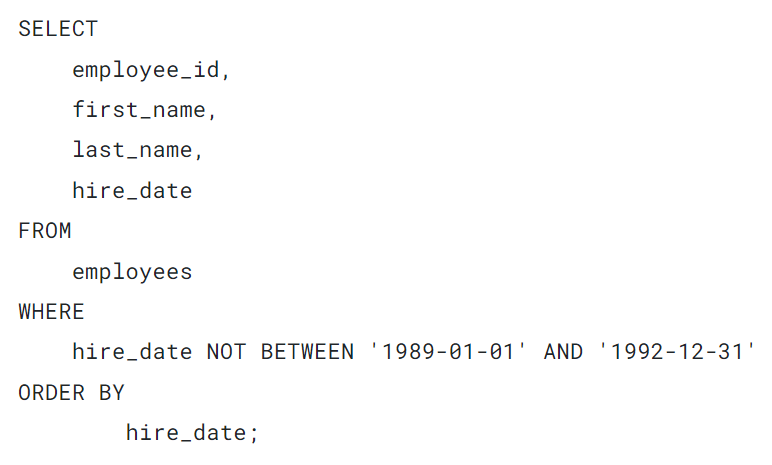 SELECT
    employee_id,
    first_name,
    last_name,
    hire_date
FROM
    employees
WHERE
    hire_date NOT BETWEEN '1989-01-01' AND '1992-12-31'
ORDER BY
        hire_date;